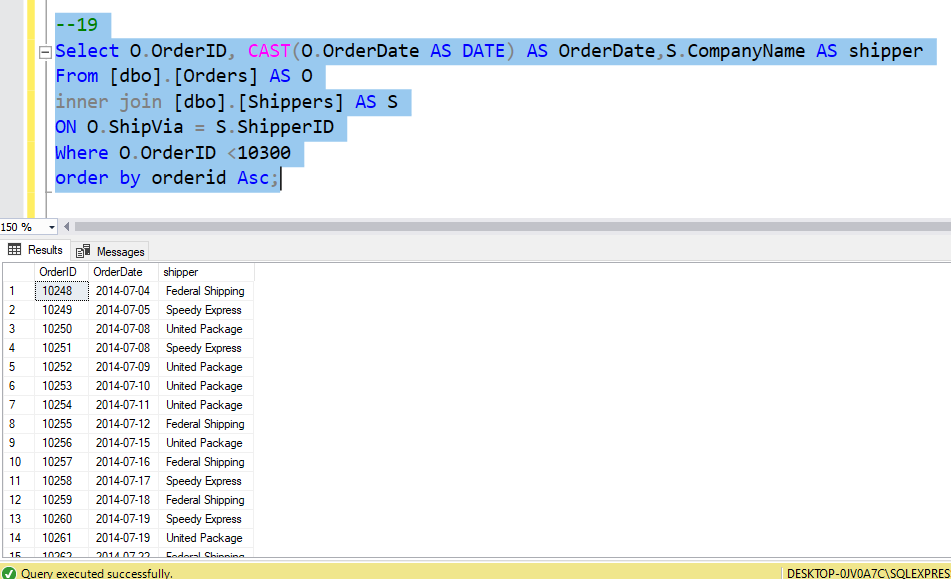 --19
Select O.OrderID, CAST(O.OrderDate AS DATE) AS OrderDate,S.CompanyName AS shipper
From [dbo].[Orders] AS O
inner join [dbo].[Shippers] AS S
ON O.ShipVia = S.ShipperID
Where O.OrderID <10300
order by orderid Asc;
150 %
Results Messages
OrderID OrderDate shipper
1 10248 2014-07-04 Federal Shipping
2 10249 2014-07-05 Speedy Express
3 10250 2014-07-08 United Package
4 10251 2014-07-08 Speedy Express
5 10252 2014-07-09 United Package
6 10253 2014-07-10 United Package
7 10254 2014-07-11 United Package
8 10255 2014-07-12 Federal Shipping
9 10256 2014-07-15 United Package
10 10257 2014-07-16 Federal Shipping
11 10258 2014-07-17 Speedy Express
12 10259 2014-07-18 Federal Shipping
13 10260 2014-07-19 Speedy Express
14 10261 2014-07-19 United Package
15 10262 2014-07-22 Federal Shipping
Query executed successfully. DESKTOP-0JV0A7C\SQLEXPRES